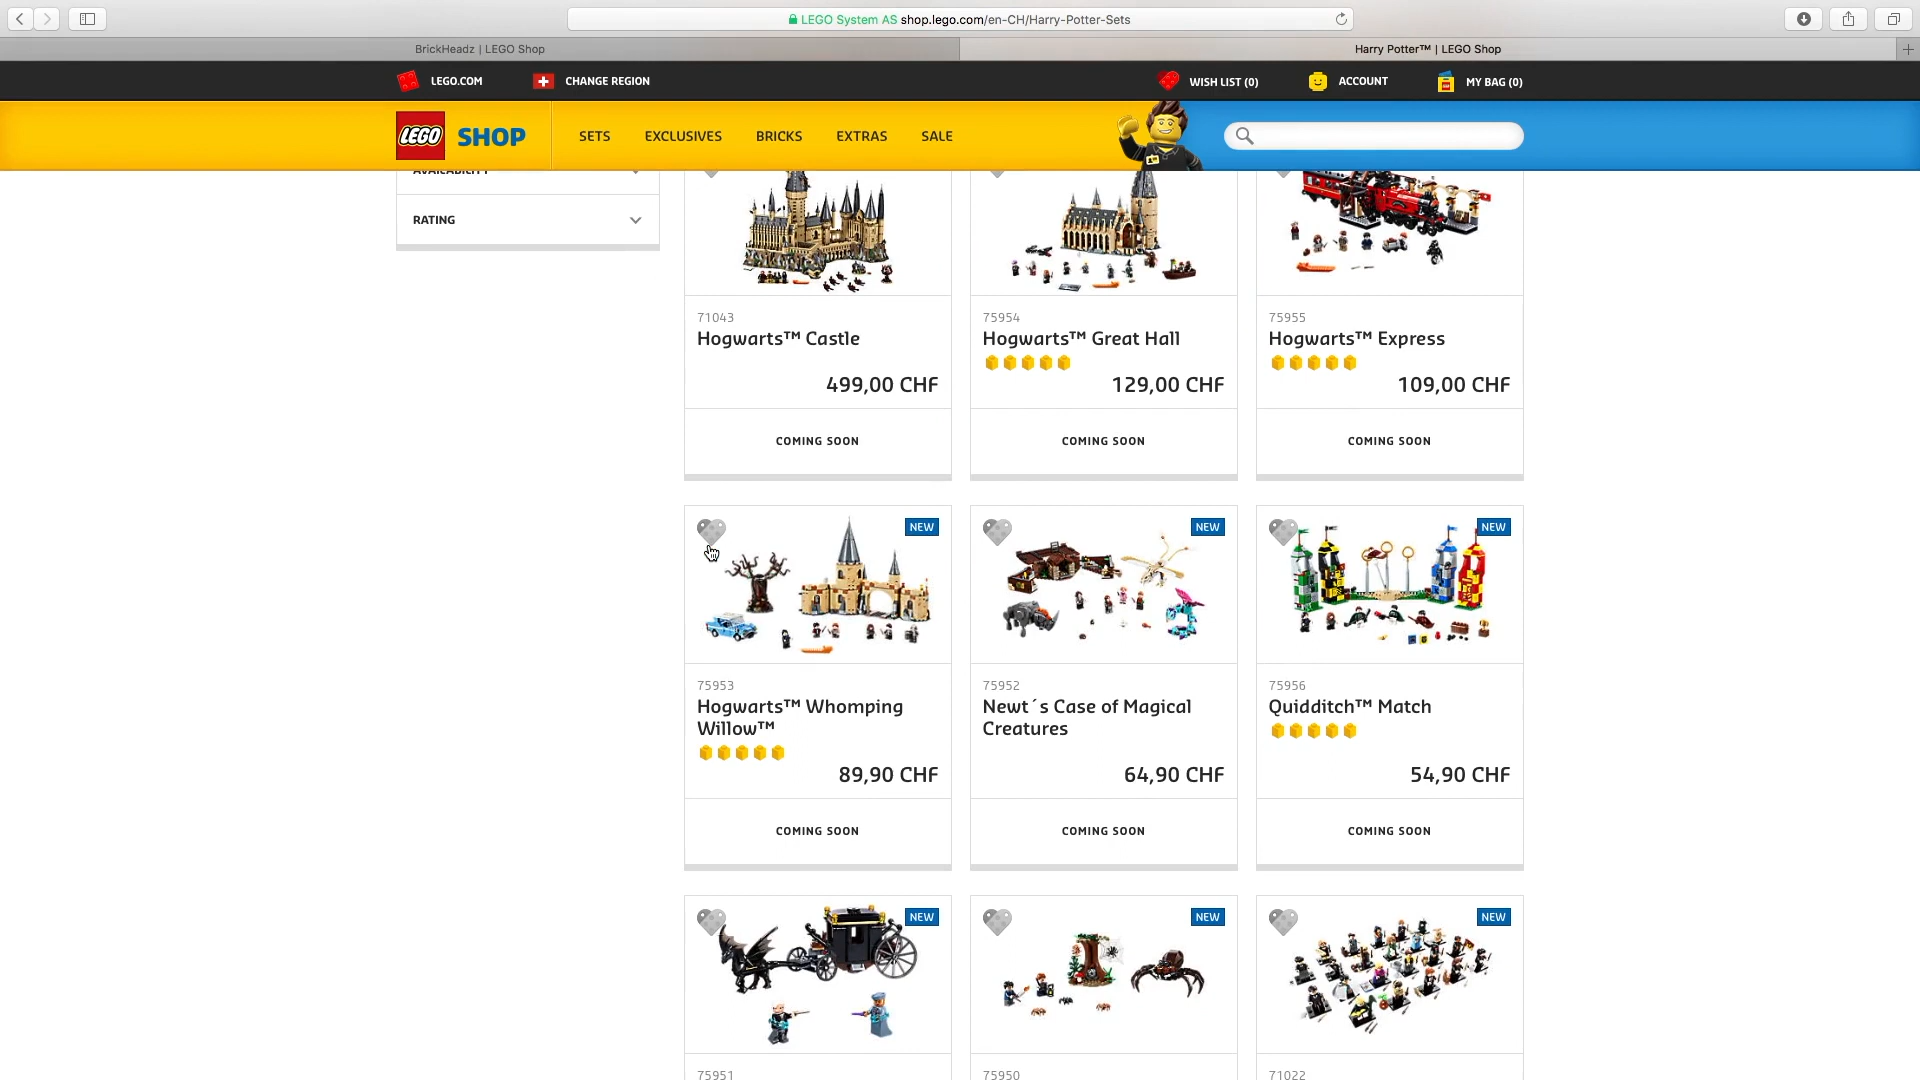 LEGO System AS shop.lego.com/en-CH/Harry-Potter-Sets
BrickHeadz | LEGO Shop
Harry Potter™ | LEGO Shop
LEGO.COM
CHANGE REGION
WISH LIST (0)
ACCOUNT
MY BAG (0)
LEGO SHOP
SETS
EXCLUSIVES
BRICKS
EXTRAS
SALE
AVAILABILITY
RATING
71043
Hogwarts™ Castle
499,00 CHF
COMING SOON
75954
Hogwarts™ Great Hall
129,00 CHF
COMING SOON
75955
Hogwarts™ Express
109,00 CHF
COMING SOON
NEW
75953
Hogwarts™ Whomping
Willow™
89,90 CHF
COMING SOON
NEW
75952
Newt´s Case of Magical
Creatures
64,90 CHF
COMING SOON
NEW
75956
Quidditch™ Match
54,90 CHF
COMING SOON
NEW
75951
NEW
75950
NEW
71022